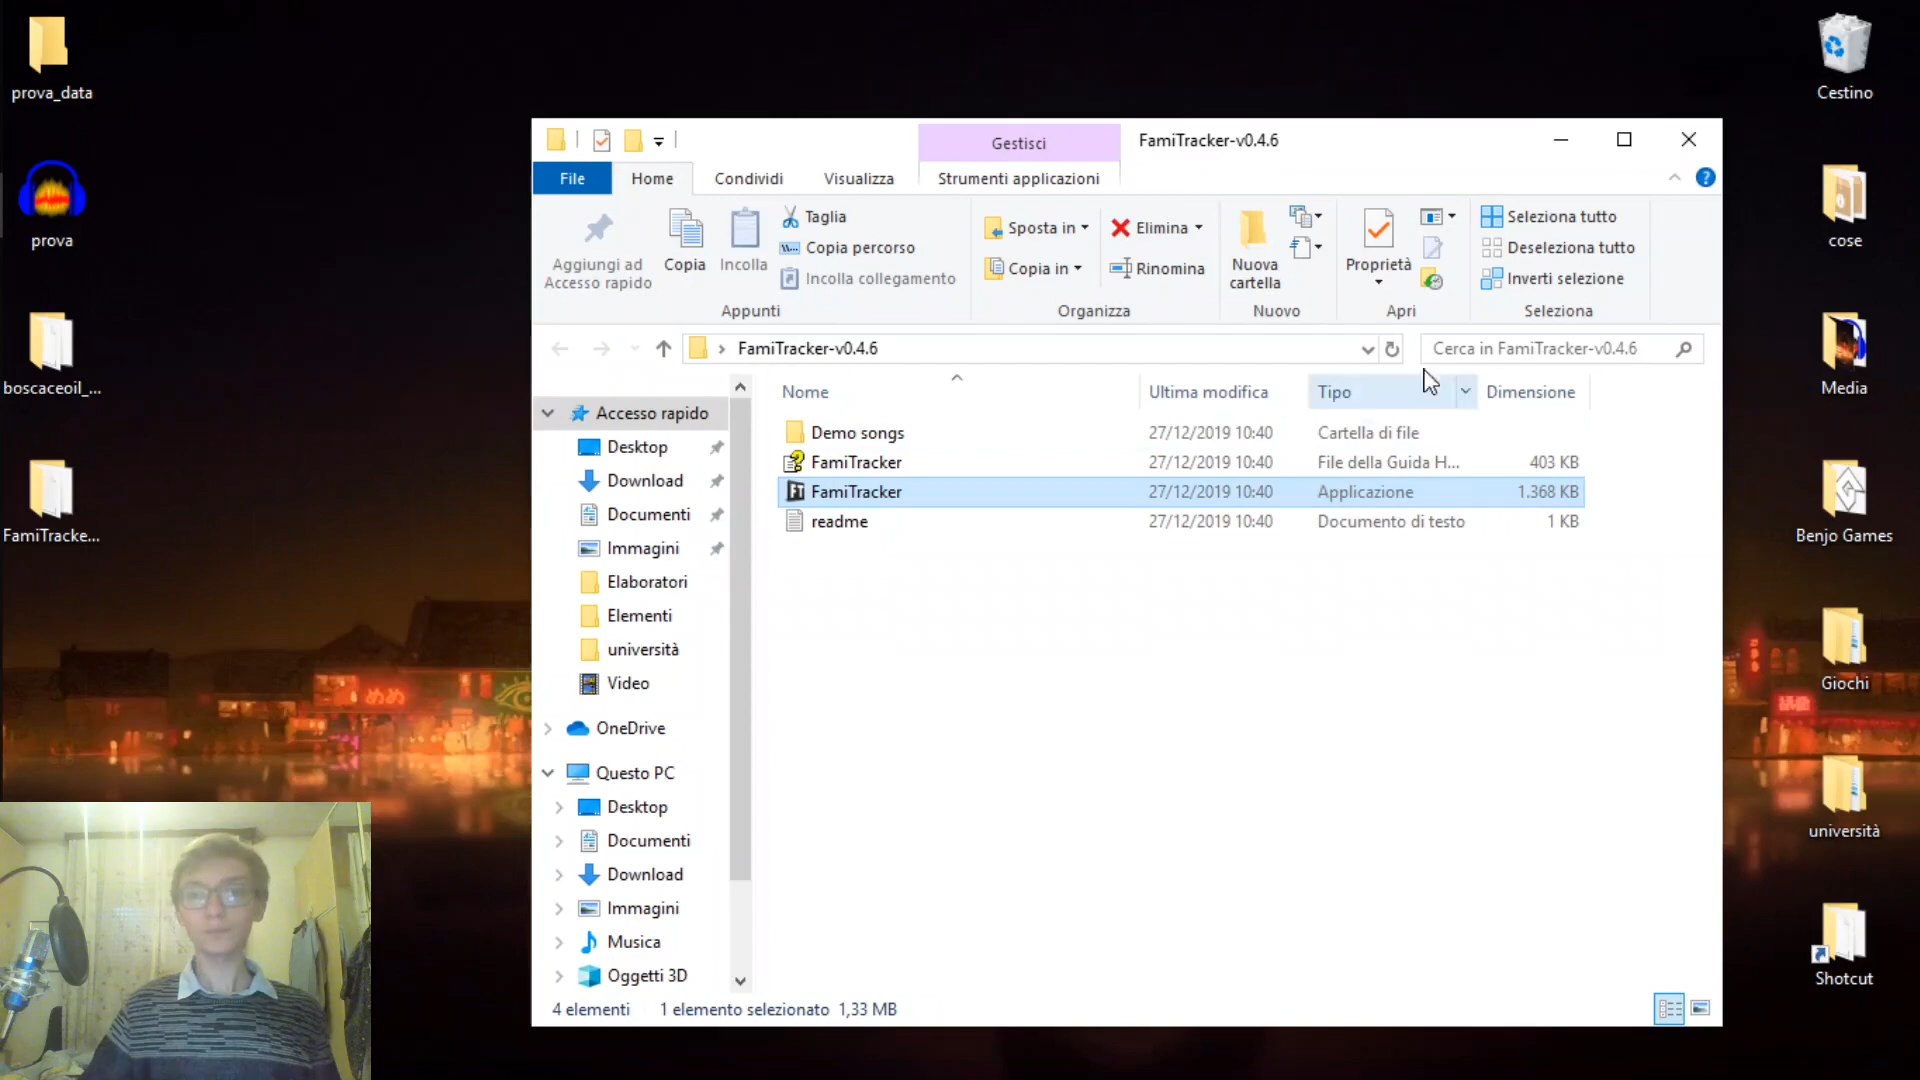 prova_data
prova
boscaceoil_...
FamiTracke...
Gestisci
FamiTracker-v0.4.6
File
Home
Condividi
Visualizza
Strumenti applicazioni
Aggiungi ad
Accesso rapido
Copia
Incolla
Taglia
Copia percorso
Incolla collegamento
Appunti
Sposta in
Copia in
Elimina
Rinomina
Organizza
Nuova
cartella
Nuovo
Proprietà
Apri
Seleziona tutto
Deseleziona tutto
Inverti selezione
Seleziona
FamiTracker-v0.4.6
Cerca in FamiTracker-v0.4.6
Nome Ultima modifica Tipo Dimensione
Demo songs 27/12/2019 10:40 Cartella di file
FamiTracker 27/12/2019 10:40 File della Guida H... 403 KB
FamiTracker 27/12/2019 10:40 Applicazione 1.368 KB
readme 27/12/2019 10:40 Documento di testo 1 KB
Accesso rapido
Desktop
Download
Documenti
Immagini
Elaboratori
Elementi
università
Video
OneDrive
Questo PC
Desktop
Documenti
Download
Immagini
Musica
Oggetti 3D
4 elementi 1 elemento selezionato 1,33 MB
Cestino
cose
Media
Benjo Games
Giochi
università
Shotcut